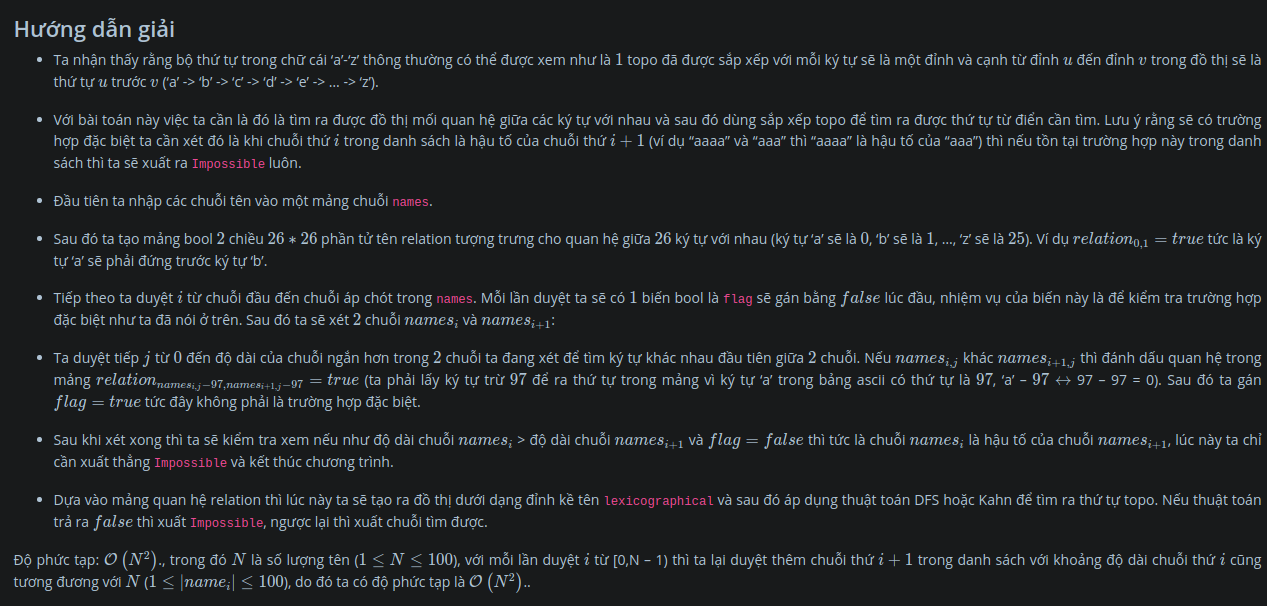 Hướng dẫn giải
• Ta nhận thấy rằng bộ thứ tự trong chữ cái ‘a’-‘z’ thông thường có thể được xem như là 1 topo đã được sắp xếp với mỗi ký tự sẽ là một đỉnh và cạnh từ đỉnh u đến đỉnh v trong đồ thị sẽ là
thứ tự u trước v (‘a’ -> ‘b’ -> ‘c’ -> ‘d’ -> ‘e’ -> … -> ‘z’).
• Với bài toán này việc ta cần là đó là tìm ra được đồ thị mối quan hệ giữa các ký tự với nhau và sau đó dùng sắp xếp topo để tìm ra được thứ tự từ điển cần tìm. Lưu ý rằng sẽ có trường
hợp đặc biệt ta cần xét đó là khi chuỗi thứ i trong danh sách là hậu tố của chuỗi thứ i + 1 (ví dụ “aaaa” và “aaa” thì “aaaa” là hậu tố của “aaa”) thì nếu tồn tại trường hợp này trong danh
sách thì ta sẽ xuất ra Impossible luôn.
• Đầu tiên ta nhập các chuỗi tên vào một mảng chuỗi names.
• Sau đó ta tạo mảng bool 2 chiều 26 ∗ 26 phần tử tên relation tượng trưng cho quan hệ giữa 26 ký tự với nhau (ký tự ‘a’ sẽ là 0, ‘b’ sẽ là 1, …, ‘z’ sẽ là 25). Ví dụ relation_{0,1} = true tức là ký
tự ‘a’ sẽ phải đứng trước ký tự ‘b’.
• Tiếp theo ta duyệt i từ chuỗi đầu đến chuỗi áp chót trong names. Mỗi lần duyệt ta sẽ có 1 biến bool là flag sẽ gán bằng false lúc đầu, nhiệm vụ của biến này là để kiểm tra trường hợp
đặc biệt như ta đã nói ở trên. Sau đó ta sẽ xét 2 chuỗi names_i và names_{i+1}:
• Ta duyệt tiếp j từ 0 đến độ dài của chuỗi ngắn hơn trong 2 chuỗi ta đang xét để tìm ký tự khác nhau đầu tiên giữa 2 chuỗi. Nếu names_{i,j} khác names_{i+1,j} thì đánh dấu quan hệ trong
mảng relation_{names_{i,j}−97,names_{i+1,j}−97} = true (ta phải lấy ký tự trừ 97 để ra thứ tự trong mảng vì ký tự ‘a’ trong bảng ascii có thứ tự là 97, ‘a’ – 97 ↔ 97 – 97 = 0). Sau đó ta gán
flag = true tức đây không phải là trường hợp đặc biệt.
• Sau khi xét xong thì ta sẽ kiểm tra xem nếu như độ dài chuỗi names_i > độ dài chuỗi names_{i+1} và flag = false thì tức là chuỗi names_i là hậu tố của chuỗi names_{i+1}, lúc này ta chỉ
cần xuất thẳng Impossible và kết thúc chương trình.
• Dựa vào mảng quan hệ relation thì lúc này ta sẽ tạo ra đồ thị dưới dạng đỉnh kề tên lexicographical và sau đó áp dụng thuật toán DFS hoặc Kahn để tìm ra thứ tự topo. Nếu thuật toán
trả ra false thì xuất Impossible, ngược lại thì xuất chuỗi tìm được.
Độ phức tạp: O(N²)., trong đó N là số lượng tên (1 ≤ N ≤ 100), với mỗi lần duyệt i từ [0,N – 1) thì ta lại duyệt thêm chuỗi thứ i + 1 trong danh sách với khoảng độ dài chuỗi thứ i cũng
tương đương với N (1 ≤ |name_i| ≤ 100), do đó ta có độ phức tạp là O(N²)..